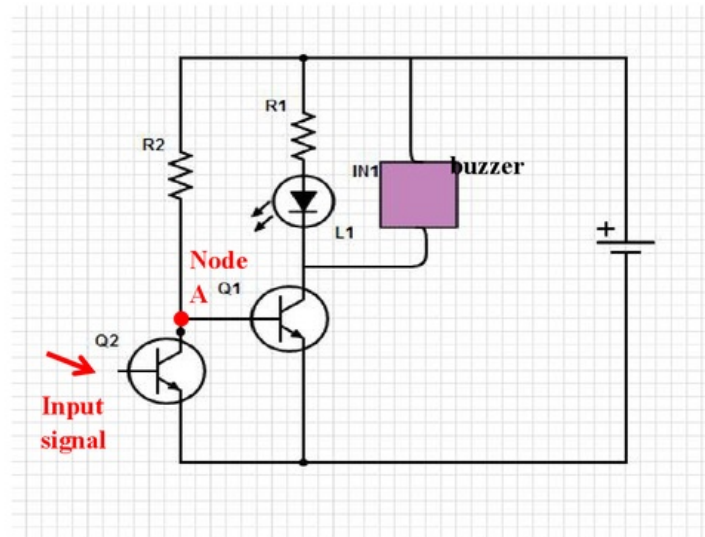 R1
R2
IN1
buzzer
L1
Node
A
Q1
+
Q2
Input
signal